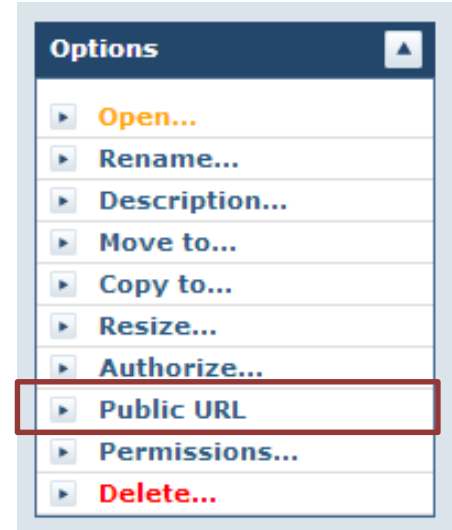 Options
Open...
Rename...
Description...
Move to...
Copy to...
Resize...
Authorize...
Public URL
Permissions...
Delete...